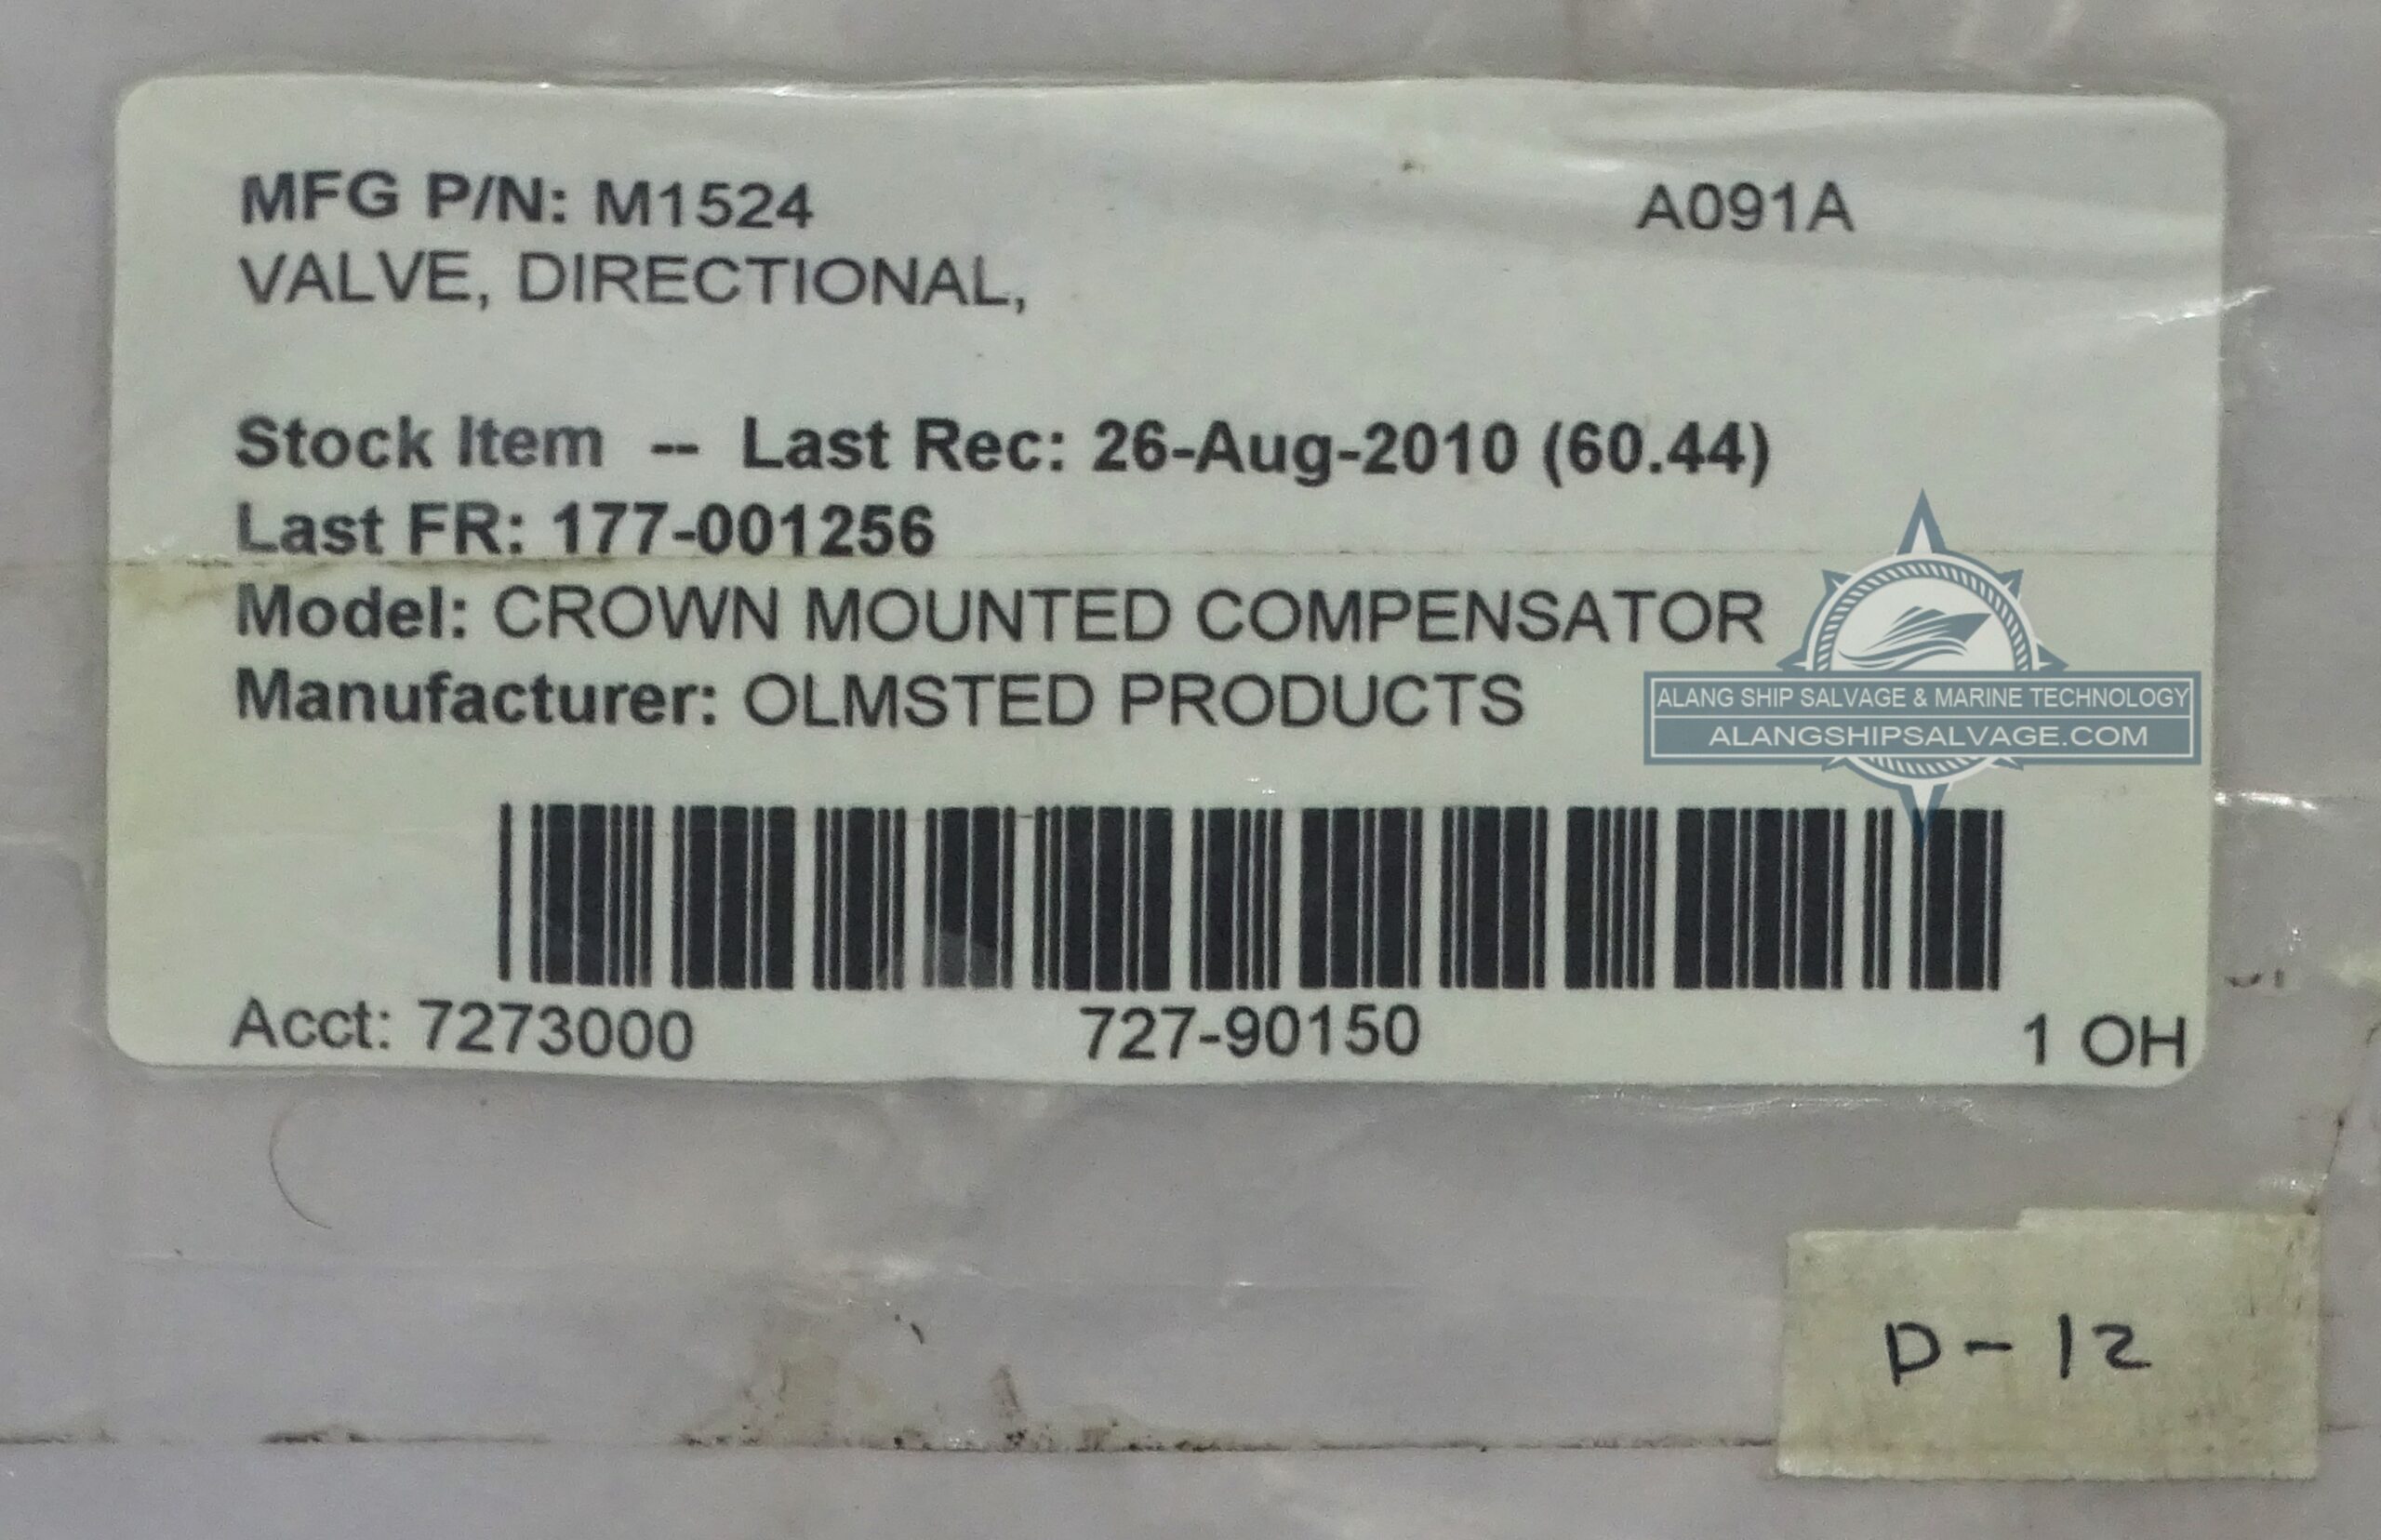 MFG P/N: M1524 A091A
VALVE, DIRECTIONAL,
Stock Item -- Last Rec: 26-Aug-2010 (60.44)
Last FR: 177-001256
Model: CROWN MOUNTED COMPENSATOR
Manufacturer: OLMSTED PRODUCTS
ALANG SHIP SALVAGE & MARINE TECHNOLOGY
ALANGSHIPSALVAGE.COM
Acct: 7273000 727-90150 1 OH
D-12